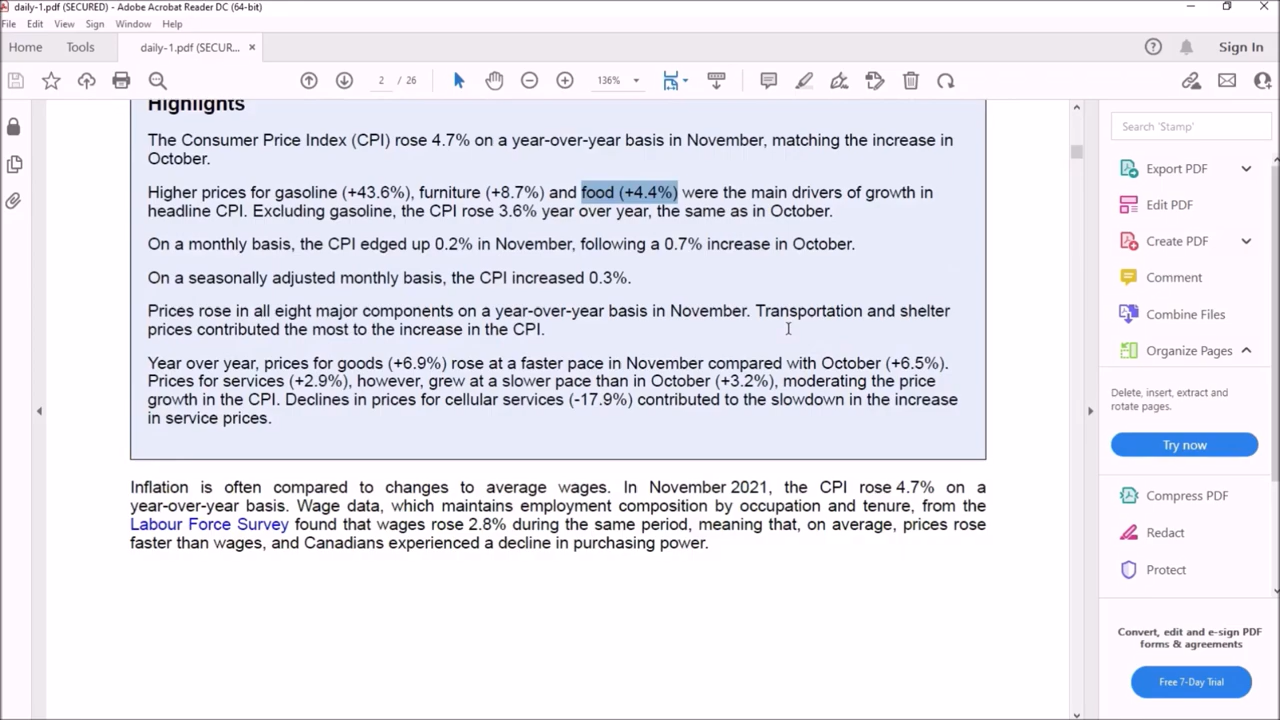 daily-1.pdf (SECURED) - Adobe Acrobat Reader DC (64-bit)
File Edit View Sign Window Help
Home Tools daily-1.pdf (SECUR... × Sign In
2 / 26 136%
Highlights
The Consumer Price Index (CPI) rose 4.7% on a year-over-year basis in November, matching the increase in
October.
Higher prices for gasoline (+43.6%), furniture (+8.7%) and food (+4.4%) were the main drivers of growth in
headline CPI. Excluding gasoline, the CPI rose 3.6% year over year, the same as in October.
On a monthly basis, the CPI edged up 0.2% in November, following a 0.7% increase in October.
On a seasonally adjusted monthly basis, the CPI increased 0.3%.
Prices rose in all eight major components on a year-over-year basis in November. Transportation and shelter
prices contributed the most to the increase in the CPI.
Year over year, prices for goods (+6.9%) rose at a faster pace in November compared with October (+6.5%).
Prices for services (+2.9%), however, grew at a slower pace than in October (+3.2%), moderating the price
growth in the CPI. Declines in prices for cellular services (-17.9%) contributed to the slowdown in the increase
in service prices.
Inflation is often compared to changes to average wages. In November 2021, the CPI rose 4.7% on a
year-over-year basis. Wage data, which maintains employment composition by occupation and tenure, from the
Labour Force Survey found that wages rose 2.8% during the same period, meaning that, on average, prices rose
faster than wages, and Canadians experienced a decline in purchasing power.
Search 'Stamp'
Export PDF
Edit PDF
Create PDF
Comment
Combine Files
Organize Pages
Delete, insert, extract and
rotate pages.
Try now
Compress PDF
Redact
Protect
Convert, edit and e-sign PDF
forms & agreements
Free 7-Day Trial